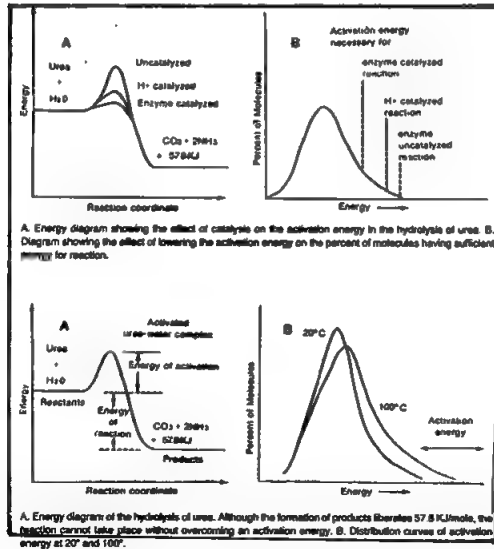 A
Urea
+
H₂O
Uncatalyzed
H+ catalyzed
Enzyme catalyzed
CO₂ + 2NH₃
+ 57.8KJ
Energy
Reaction coordinate
B
Activation energy
necessary for
enzyme catalyzed
reaction
H+ catalyzed
reaction
enzyme
uncatalyzed
reaction
Percent of Molecules
Energy
A. Energy diagram showing the effect of catalysis on the activation energy in the hydrolysis of urea. B.
Diagram showing the effect of lowering the activation energy on the percent of molecules having sufficient
energy for reaction.
A
Urea
+
H₂O
Reactants
Activated
urea-water complex
Energy of activation
Energy
of
reaction
CO₂ + 2NH₃
+ 57.8KJ
Products
Energy
Reaction coordinate
B
20°C
100°C
Activation
energy
Percent of Molecules
Energy
A. Energy diagram of the hydrolysis of urea. Although the formation of products liberates 57.8 KJ/mole, the
reaction cannot take place without overcoming an activation energy. B. Distribution curves of activation
energy at 20° and 100°.